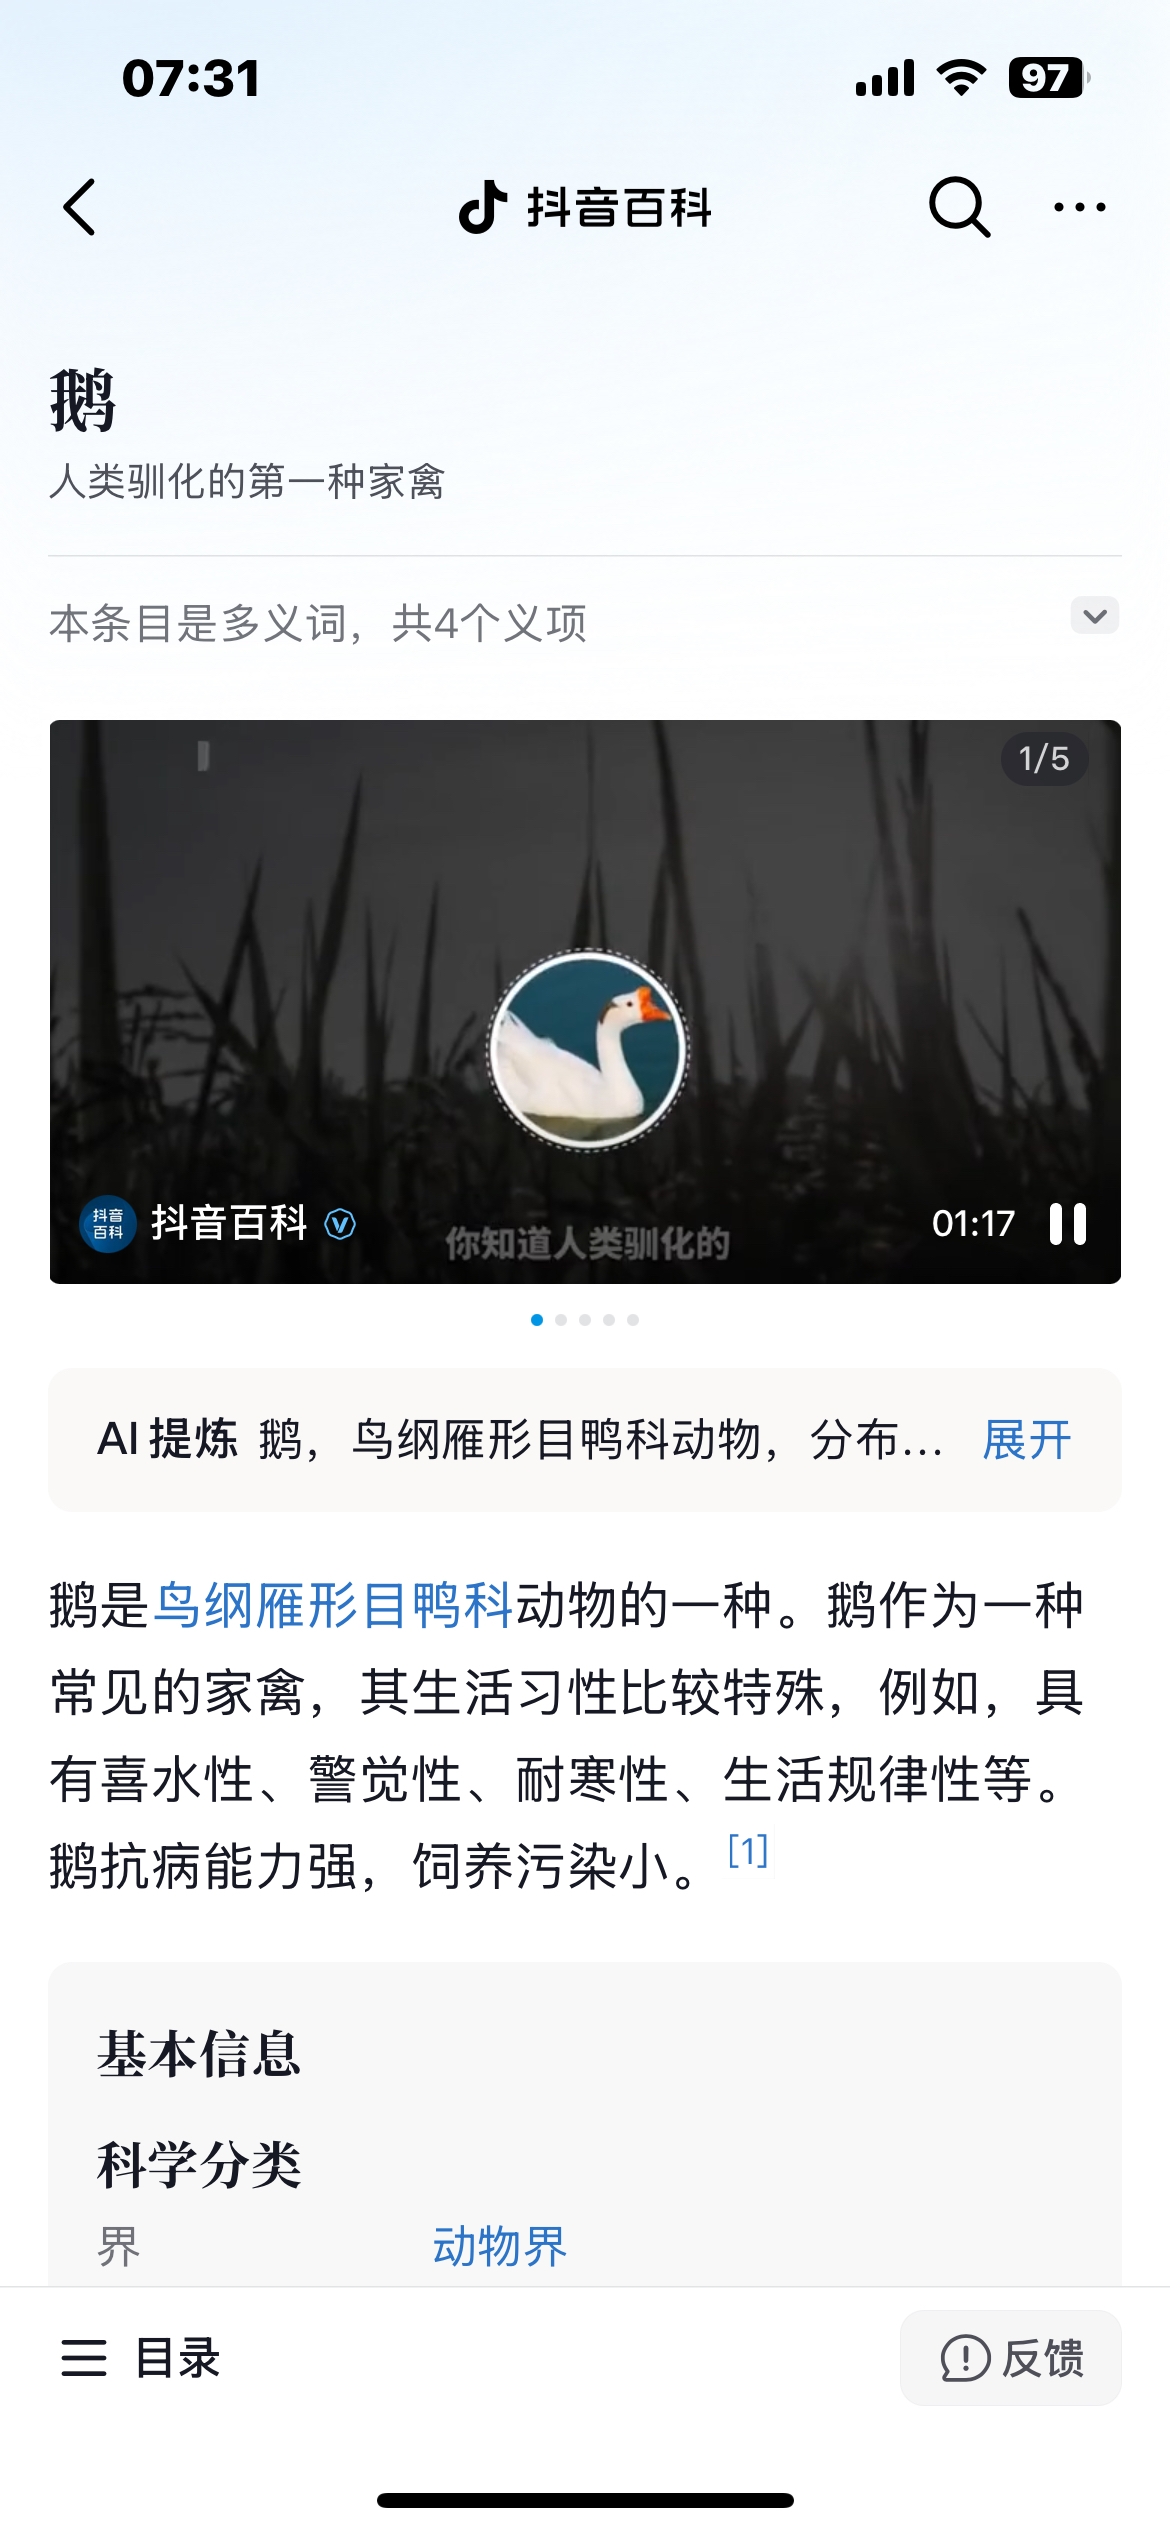 07:31
97
抖音百科
鹅
人类驯化的第一种家禽
本条目是多义词，共4个义项
1/5
抖音
百科
抖音百科
你知道人类驯化的
01:17
AI 提炼 鹅，鸟纲雁形目鸭科动物，分布... 展开
鹅是鸟纲雁形目鸭科动物的一种。鹅作为一种
常见的家禽，其生活习性比较特殊，例如，具
有喜水性、警觉性、耐寒性、生活规律性等。
鹅抗病能力强，饲养污染小。[1]
基本信息
科学分类
界 动物界
目录
反馈